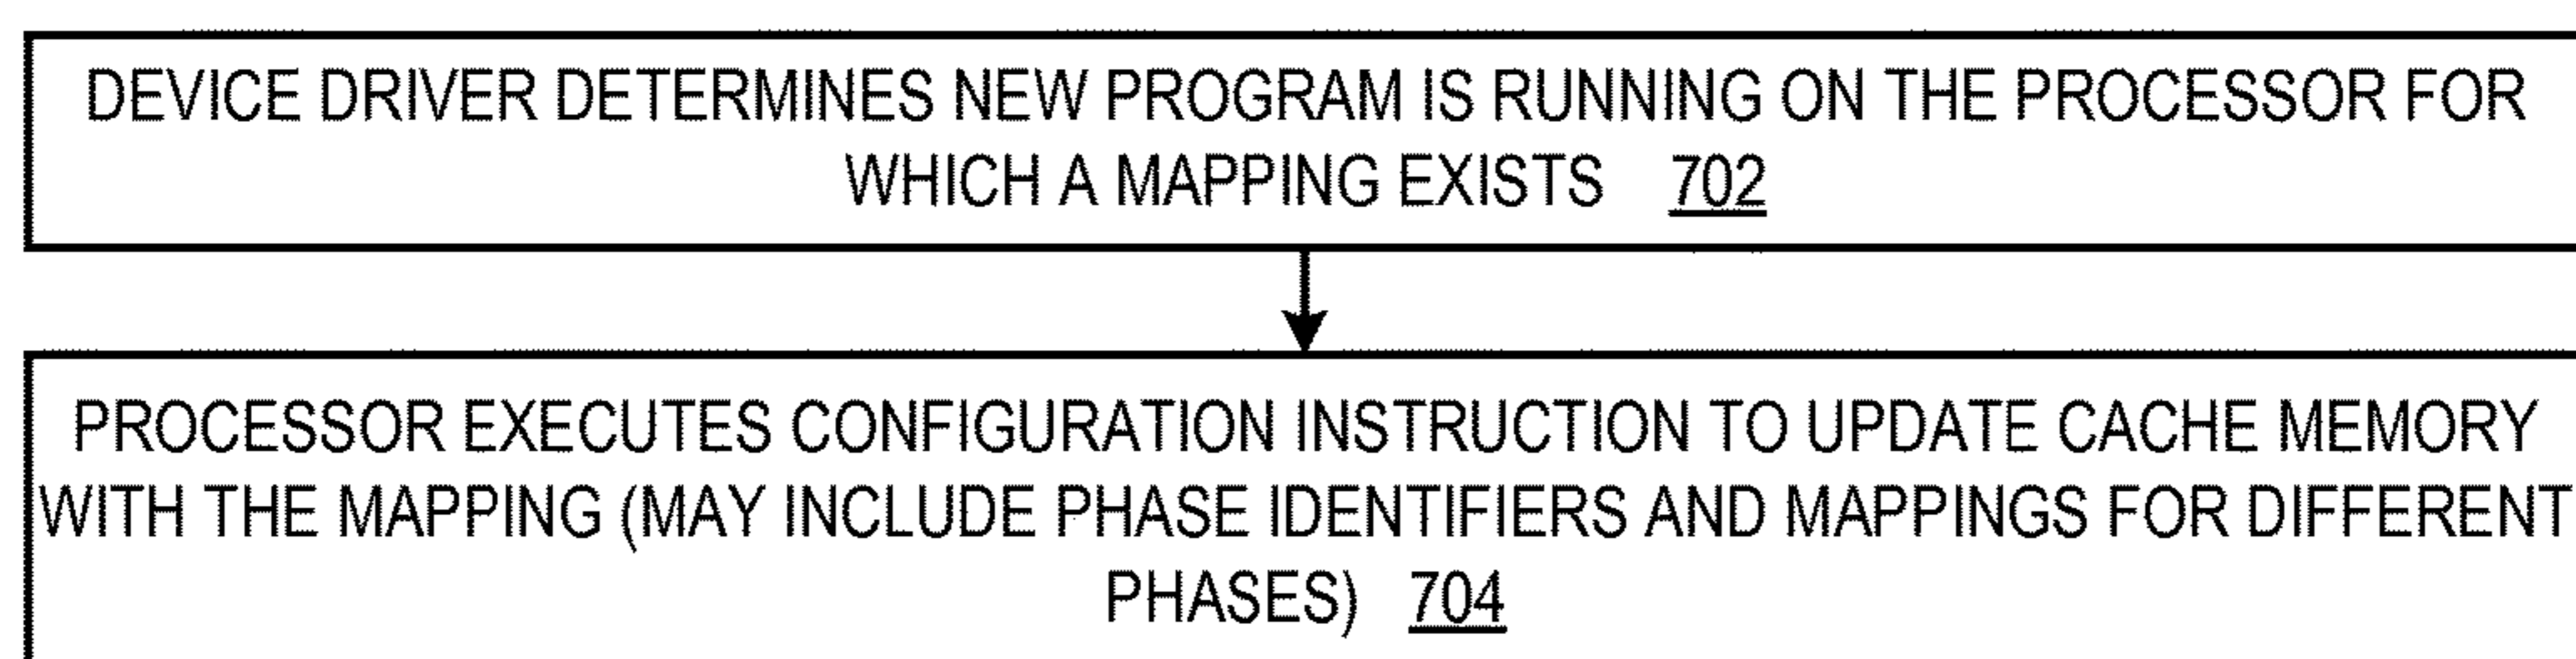 DEVICE DRIVER DETERMINES NEW PROGRAM IS RUNNING ON THE PROCESSOR FOR
WHICH A MAPPING EXISTS 702
PROCESSOR EXECUTES CONFIGURATION INSTRUCTION TO UPDATE CACHE MEMORY
WITH THE MAPPING (MAY INCLUDE PHASE IDENTIFIERS AND MAPPINGS FOR DIFFERENT
PHASES) 704